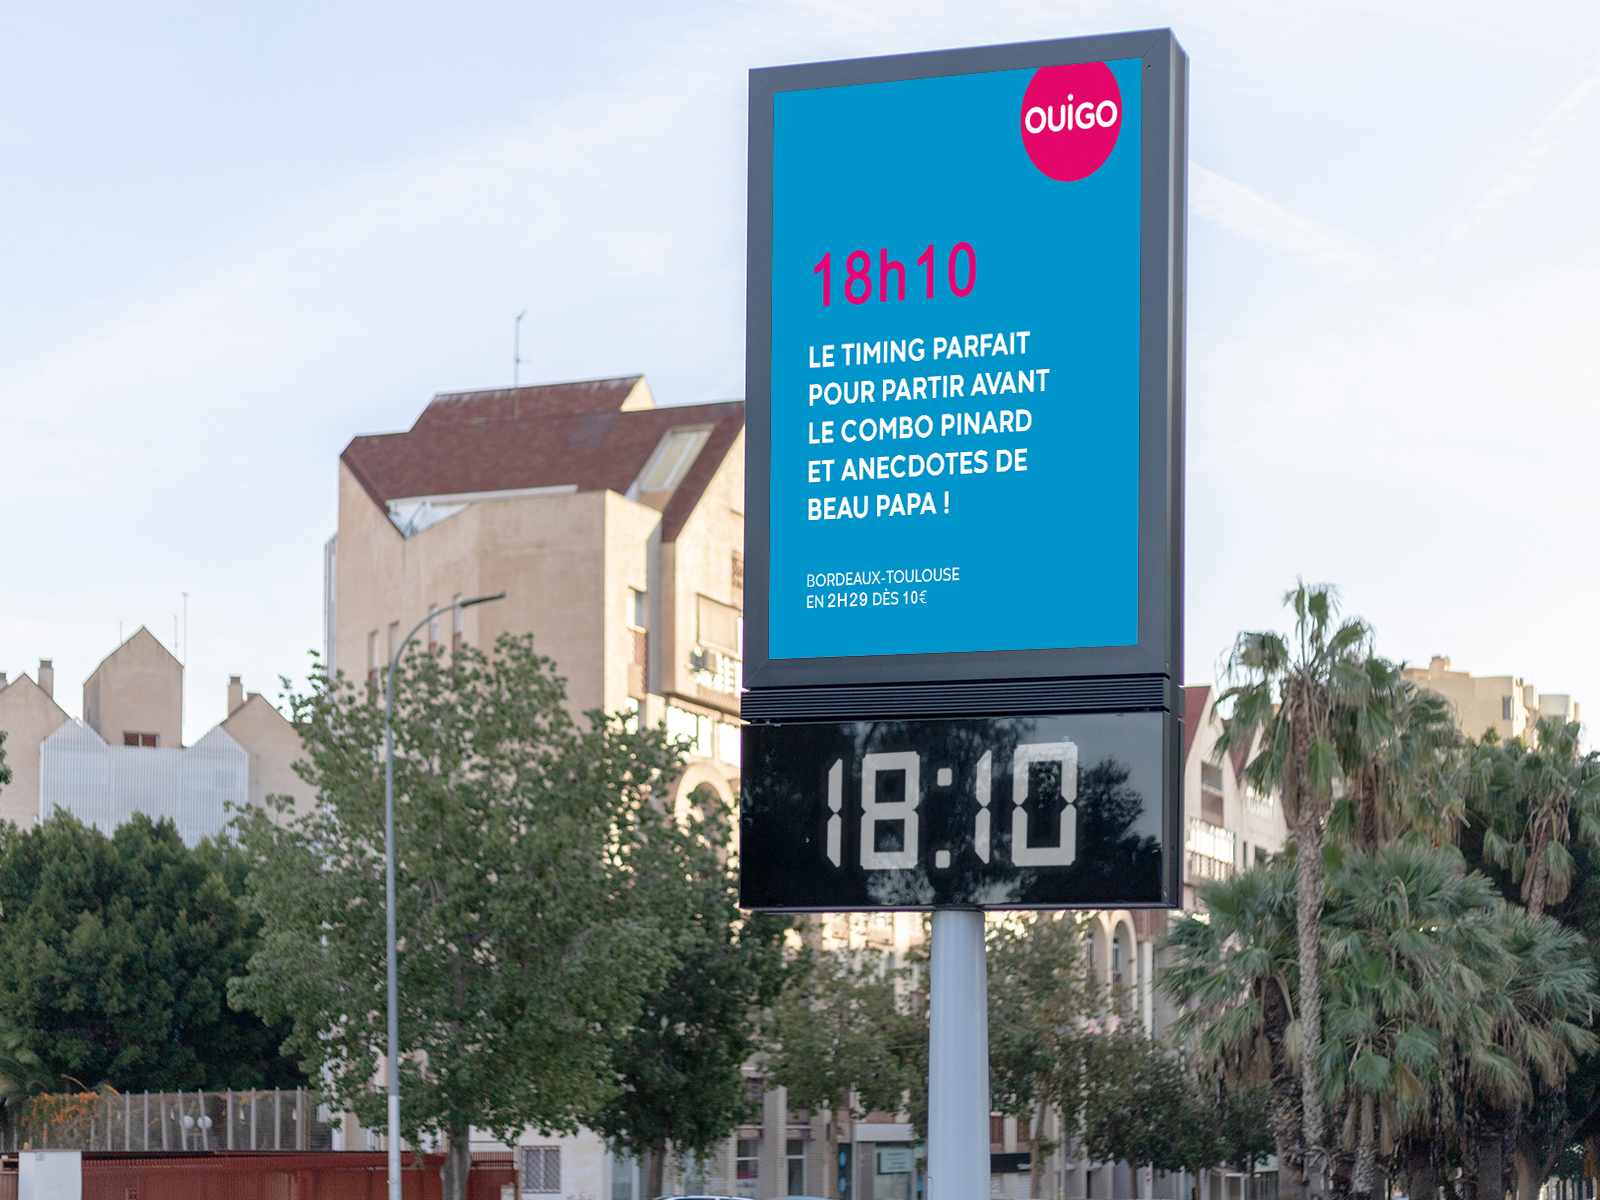 OUiGO
18h10
LE TIMING PARFAIT
POUR PARTIR AVANT
LE COMBO PINARD
ET ANECDOTES DE
BEAU PAPA !
BORDEAUX-TOULOUSE
EN 2H29 DÈS 10€
18:10